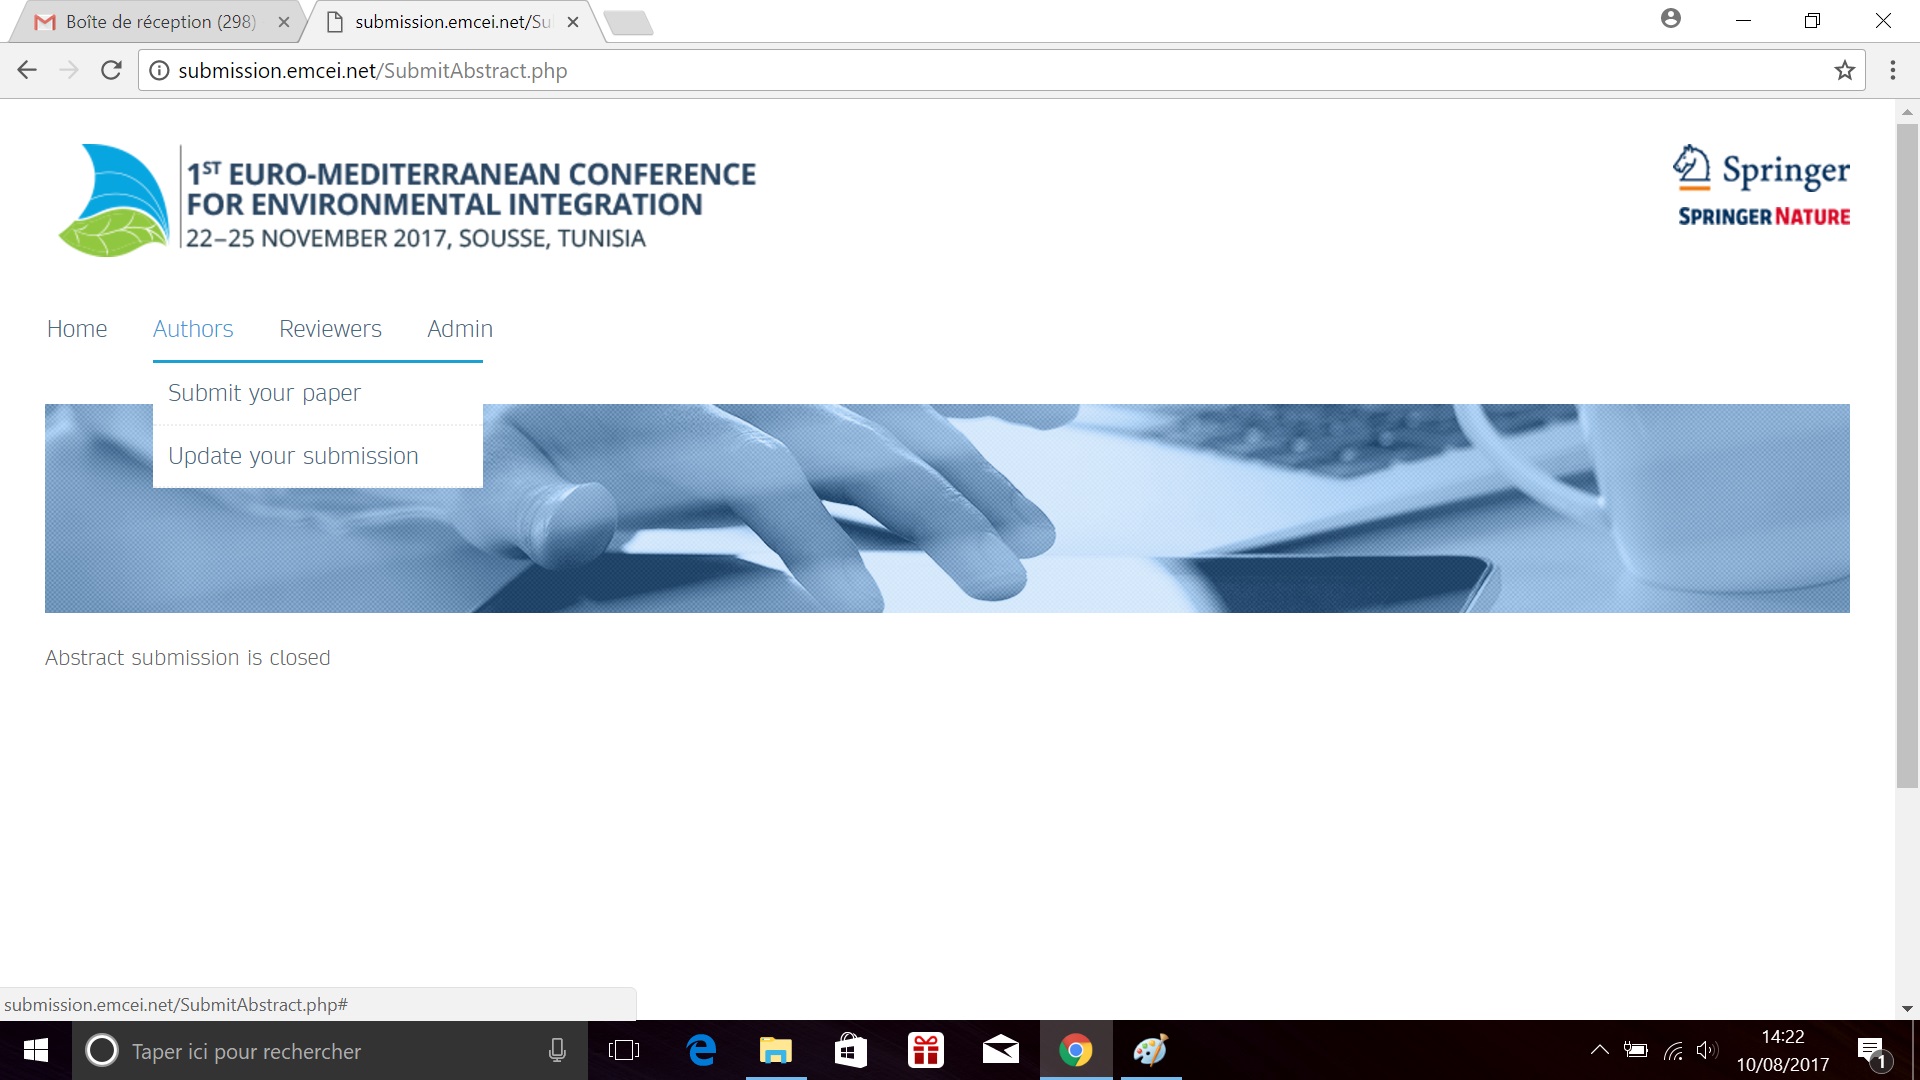 Boîte de réception (298)
submission.emcei.net/Su
submission.emcei.net/SubmitAbstract.php
1ST EURO-MEDITERRANEAN CONFERENCE
FOR ENVIRONMENTAL INTEGRATION
22–25 NOVEMBER 2017, SOUSSE, TUNISIA
Springer
SPRINGER NATURE
Home
Authors
Reviewers
Admin
Submit your paper
Update your submission
Abstract submission is closed
submission.emcei.net/SubmitAbstract.php#
Taper ici pour rechercher
14:22
10/08/2017
1